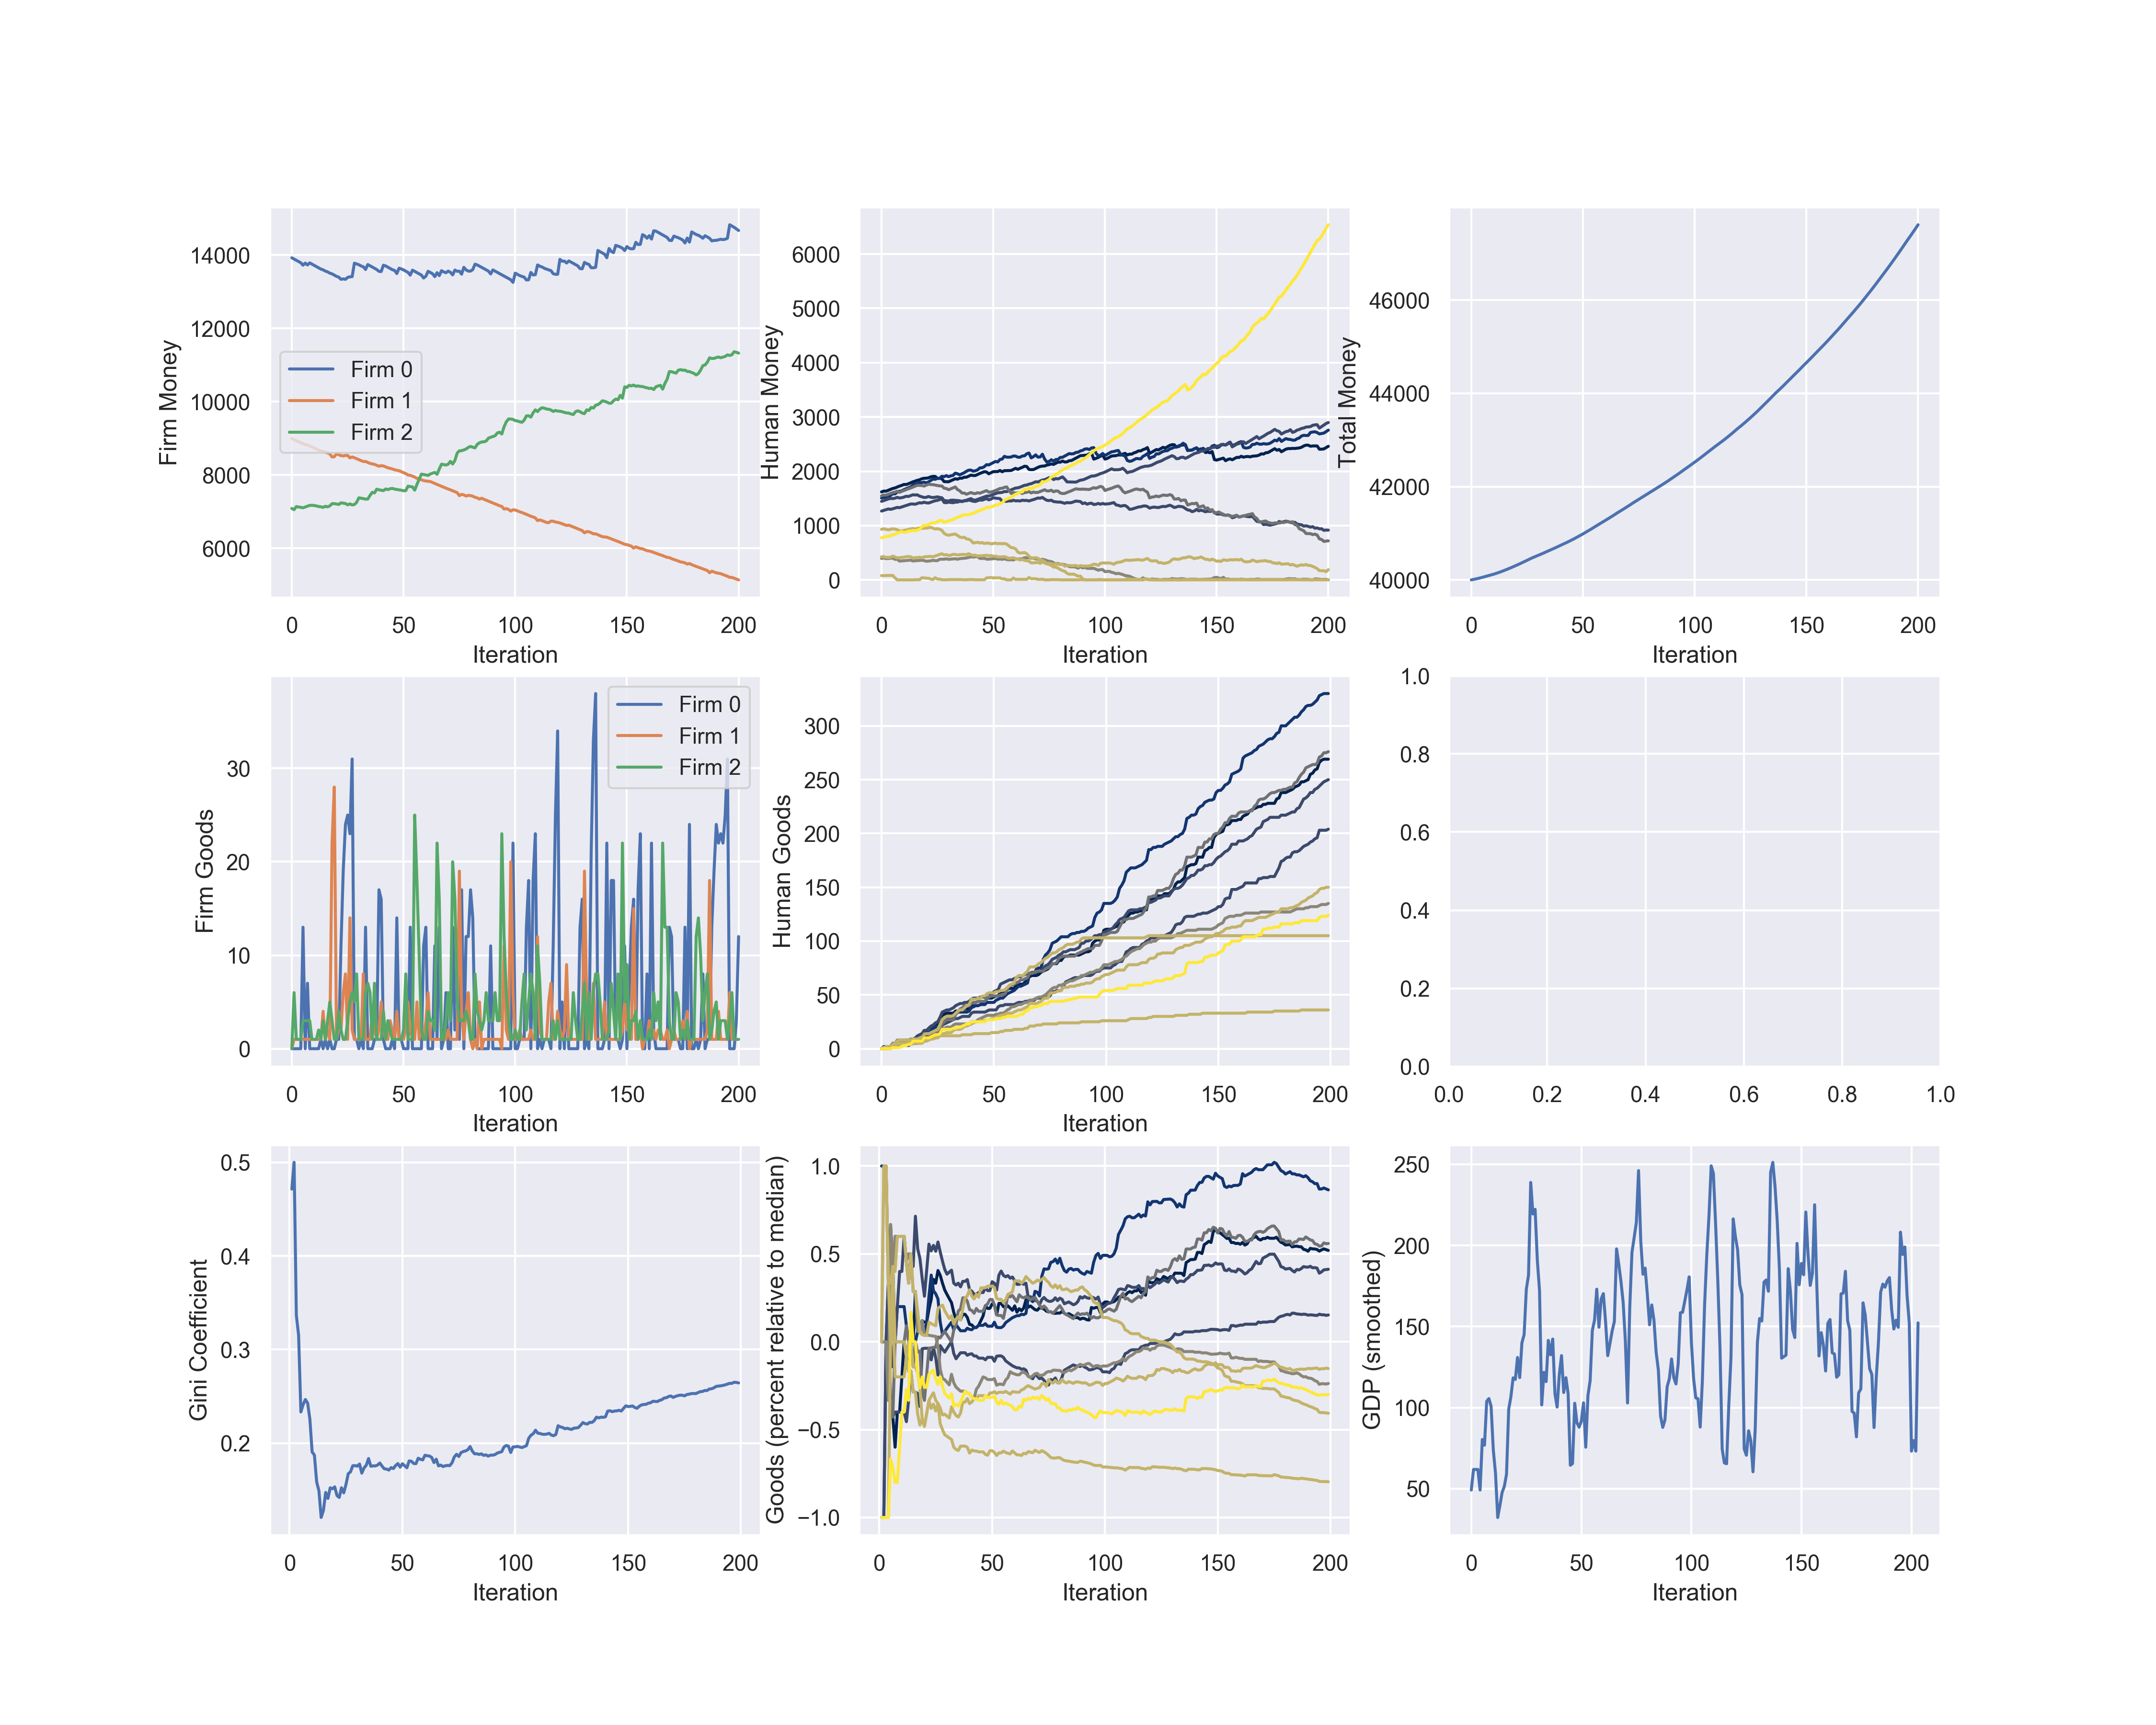 Firm Money
14000
12000
10000
8000
6000
Firm 0
Firm 1
Firm 2
0 50 100 150 200
Iteration
Human Money
6000
5000
4000
3000
2000
1000
0
0 50 100 150 200
Iteration
Total Money
46000
44000
42000
40000
0 50 100 150 200
Iteration
Firm Goods
30
20
10
0
Firm 0
Firm 1
Firm 2
0 50 100 150 200
Iteration
Human Goods
300
250
200
150
100
50
0
0 50 100 150 200
Iteration
1.0
0.8
0.6
0.4
0.2
0.0
0.0 0.2 0.4 0.6 0.8 1.0
Gini Coefficient
0.5
0.4
0.3
0.2
0 50 100 150 200
Iteration
Goods (percent relative to median)
1.0
0.5
0.0
−0.5
−1.0
0 50 100 150 200
Iteration
GDP (smoothed)
250
200
150
100
50
0 50 100 150 200
Iteration